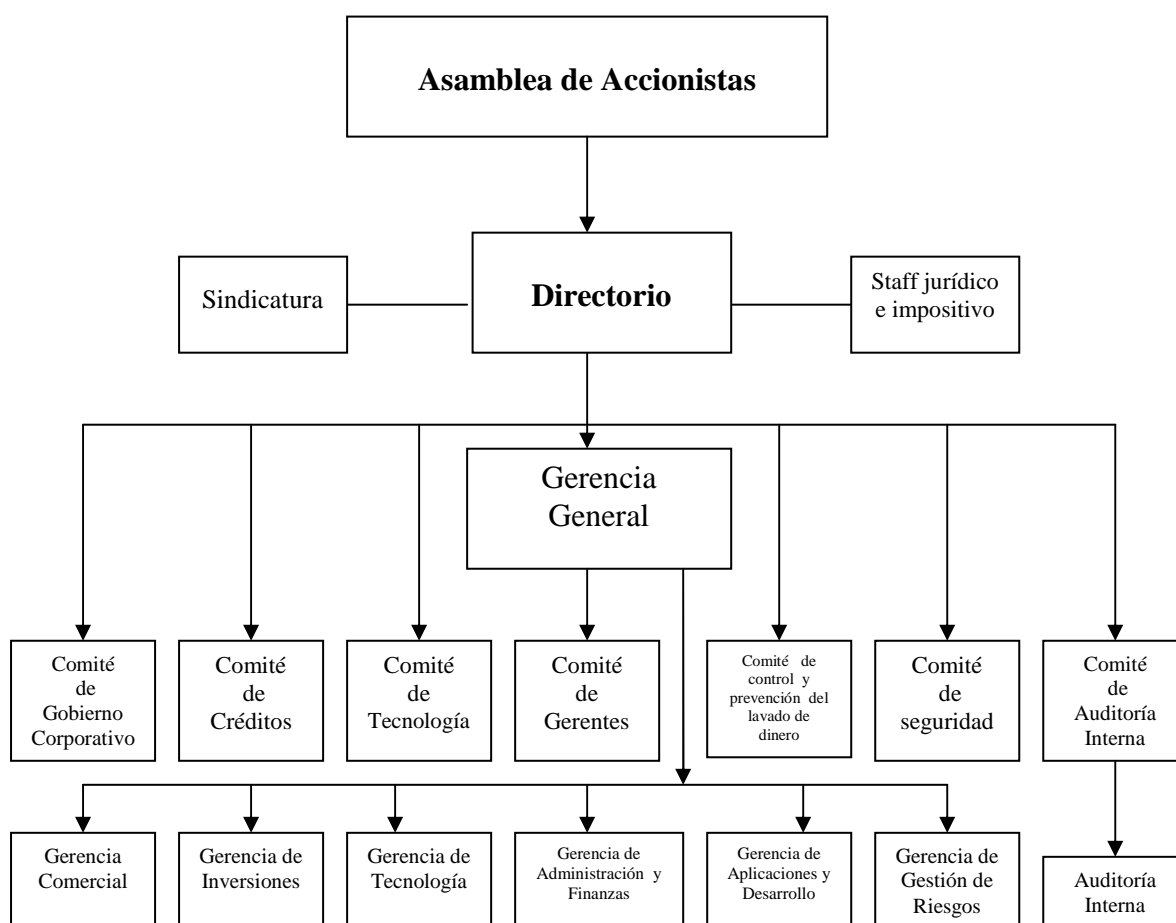 Asamblea de Accionistas
Sindicatura
Directorio
Staff jurídico
e impositivo
Gerencia
General
Comité
de
Gobierno
Corporativo
Comité
de
Créditos
Comité
de
Tecnología
Comité
de
Gerentes
Comité de
control y
prevención del
lavado de
dinero
Comité
de
seguridad
Comité
de
Auditoría
Interna
Gerencia
Comercial
Gerencia de
Inversiones
Gerencia de
Tecnología
Gerencia de
Administración y
Finanzas
Gerencia de
Aplicaciones y
Desarrollo
Gerencia de
Gestión de
Riesgos
Auditoría
Interna